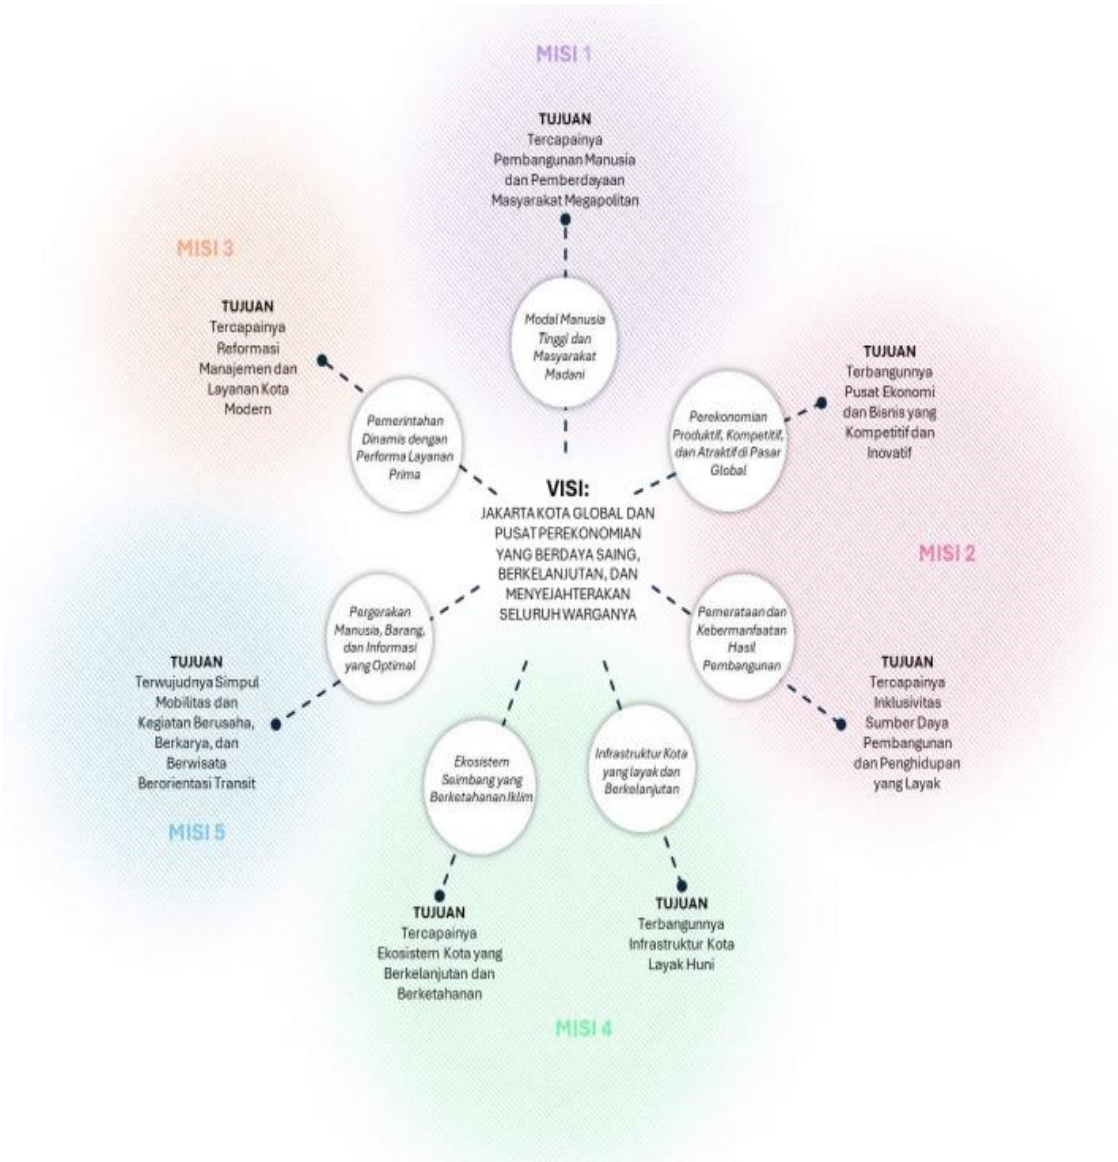 MISI 1
TUJUAN
Tercapainya
Pembangunan Manusia
dan Pemberdayaan
Masyarakat Megapolitan
Modal Manusia
Tinggi dan
Masyarakat
Madani
MISI 3
TUJUAN
Tercapainya
Reformasi
Manajemen dan
Layanan Kota
Modern
Pemerintahan
Dinamis dengan
Performa Layanan
Prima
Perekonomian
Produktif, Kompetitif,
dan Atraktif di Pasar
Global
TUJUAN
Terbangunnya
Pusat Ekonomi
dan Bisnis yang
Kompetitif dan
Inovatif
VISI:
JAKARTA KOTA GLOBAL DAN
PUSAT PEREKONOMIAN
YANG BERDAYA SAING,
BERKELANJUTAN, DAN
MENYEJAHTERAKAN
SELURUH WARGANYA
MISI 2
Pemerataan dan
Kebermanfaatan
Hasil
Pembangunan
TUJUAN
Tercapainya
Inklusivitas
Sumber Daya
Pembangunan
dan Penghidupan
yang Layak
Pergerakan
Manusia, Barang,
dan Informasi
yang Optimal
TUJUAN
Terwujudnya Simpul
Mobilitas dan
Kegiatan Berusaha,
Berkarya, dan
Berwisata
Berorientasi Transit
MISI 5
Ekosistem
Seimbang yang
Berketahanan Iklim
TUJUAN
Tercapainya
Ekosistem Kota yang
Berkelanjutan dan
Berketahanan
Infrastruktur Kota
yang layak dan
Berkelanjutan
TUJUAN
Terbangunnya
Infrastruktur Kota
Layak Huni
MISI 4